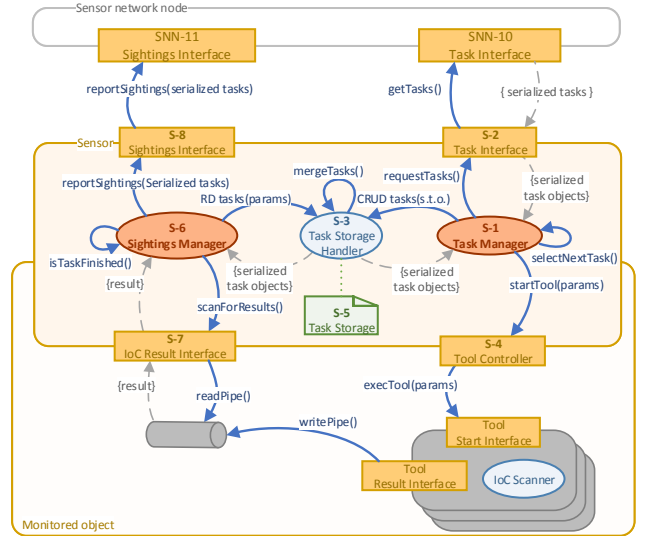 Sensor network node
SNN-11
Sightings Interface
SNN-10
Task Interface
reportSightings(serialized tasks)
getTasks()
{ serialized tasks }
Sensor
S-8
Sightings Interface
S-2
Task Interface
mergeTasks()
reportSightings(Serialized tasks)
requestTasks()
{serialized
task objects}
RD tasks(params)
CRUD tasks(s.t.o.)
S-6
Sightings Manager
S-3
Task Storage
Handler
S-1
Task Manager
isTaskFinished()
selectNextTask()
{result}
{serialized
task objects}
{serialized
task objects}
startTool(params)
scanForResults()
S-5
Task Storage
S-7
IoC Result Interface
S-4
Tool Controller
{result}
readPipe()
execTool(params)
writePipe()
Tool
Start Interface
Tool
Result Interface
IoC Scanner
Monitored object